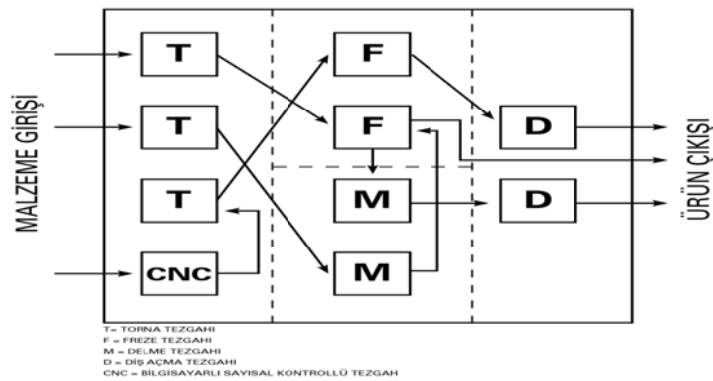 MALZEME GİRİŞİ
T
F
T
F
D
T
M
D
CNC
M
ÜRÜN ÇIKIŞI
T= TORNA TEZGAHI
F = FREZE TEZGAHI
M = DELME TEZGAHI
D = DİŞ AÇMA TEZGAHI
CNC = BİLGİSAYARLI SAYISAL KONTROLLÜ TEZGAH